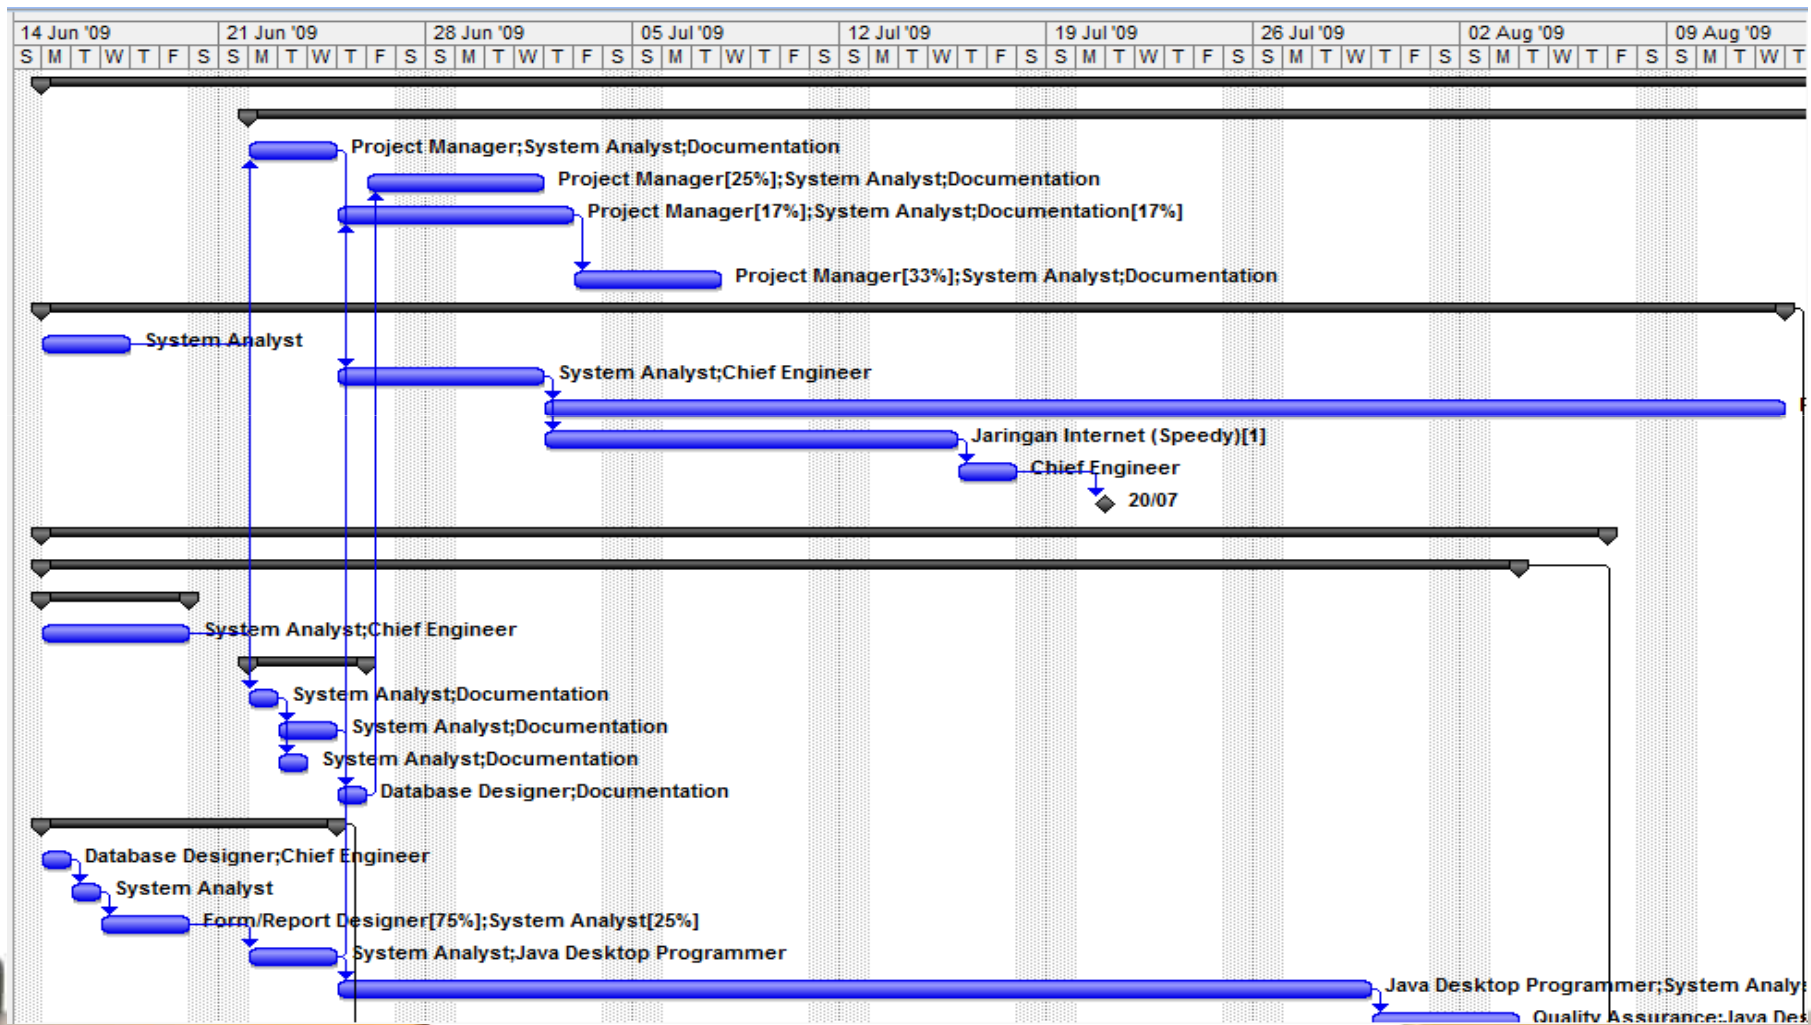 14 Jun '09 21 Jun '09 28 Jun '09 05 Jul '09 12 Jul '09 19 Jul '09 26 Jul '09 02 Aug '09 09 Aug '09
S M T W T F S S M T W T F S S M T W T F S S M T W T F S S M T W T F S S M T W T F S S M T W T F S S M T W T F S S M T W T
Project Manager;System Analyst;Documentation
Project Manager[25%];System Analyst;Documentation
Project Manager[17%];System Analyst;Documentation[17%]
Project Manager[33%];System Analyst;Documentation
System Analyst
System Analyst;Chief Engineer
Jaringan Internet (Speedy)[1]
Chief Engineer
20/07
System Analyst;Chief Engineer
System Analyst;Documentation
System Analyst;Documentation
System Analyst;Documentation
Database Designer;Documentation
Database Designer;Chief Engineer
System Analyst
Form/Report Designer[75%];System Analyst[25%]
System Analyst;Java Desktop Programmer
Java Desktop Programmer;System Analy
Quality Assurance;Java Des